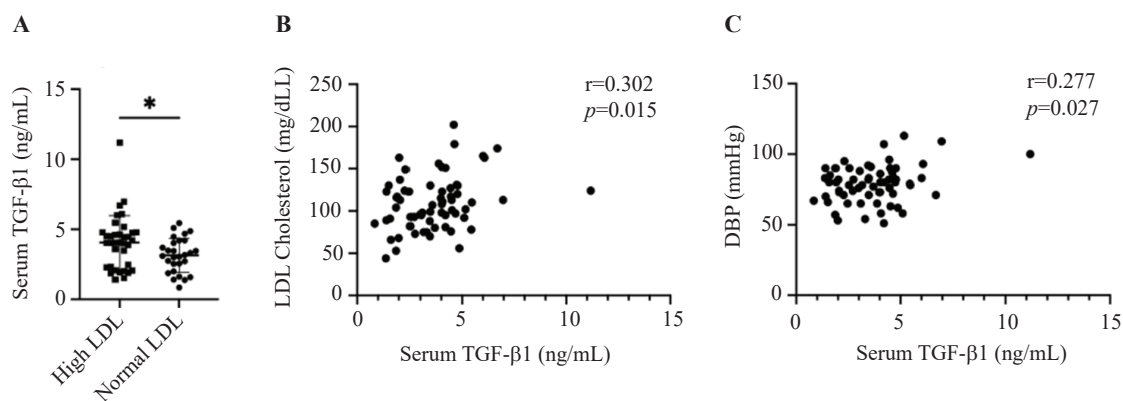 A
Serum TGF-β1 (ng/mL)
15
10
5
0
*
High LDL
Normal LDL
B
LDL Cholesterol (mg/dLL)
250
200
150
100
50
0
0
5
10
15
r=0.302
p=0.015
Serum TGF-β1 (ng/mL)
C
DBP (mmHg)
150
100
50
0
0
5
10
15
r=0.277
p=0.027
Serum TGF-β1 (ng/mL)